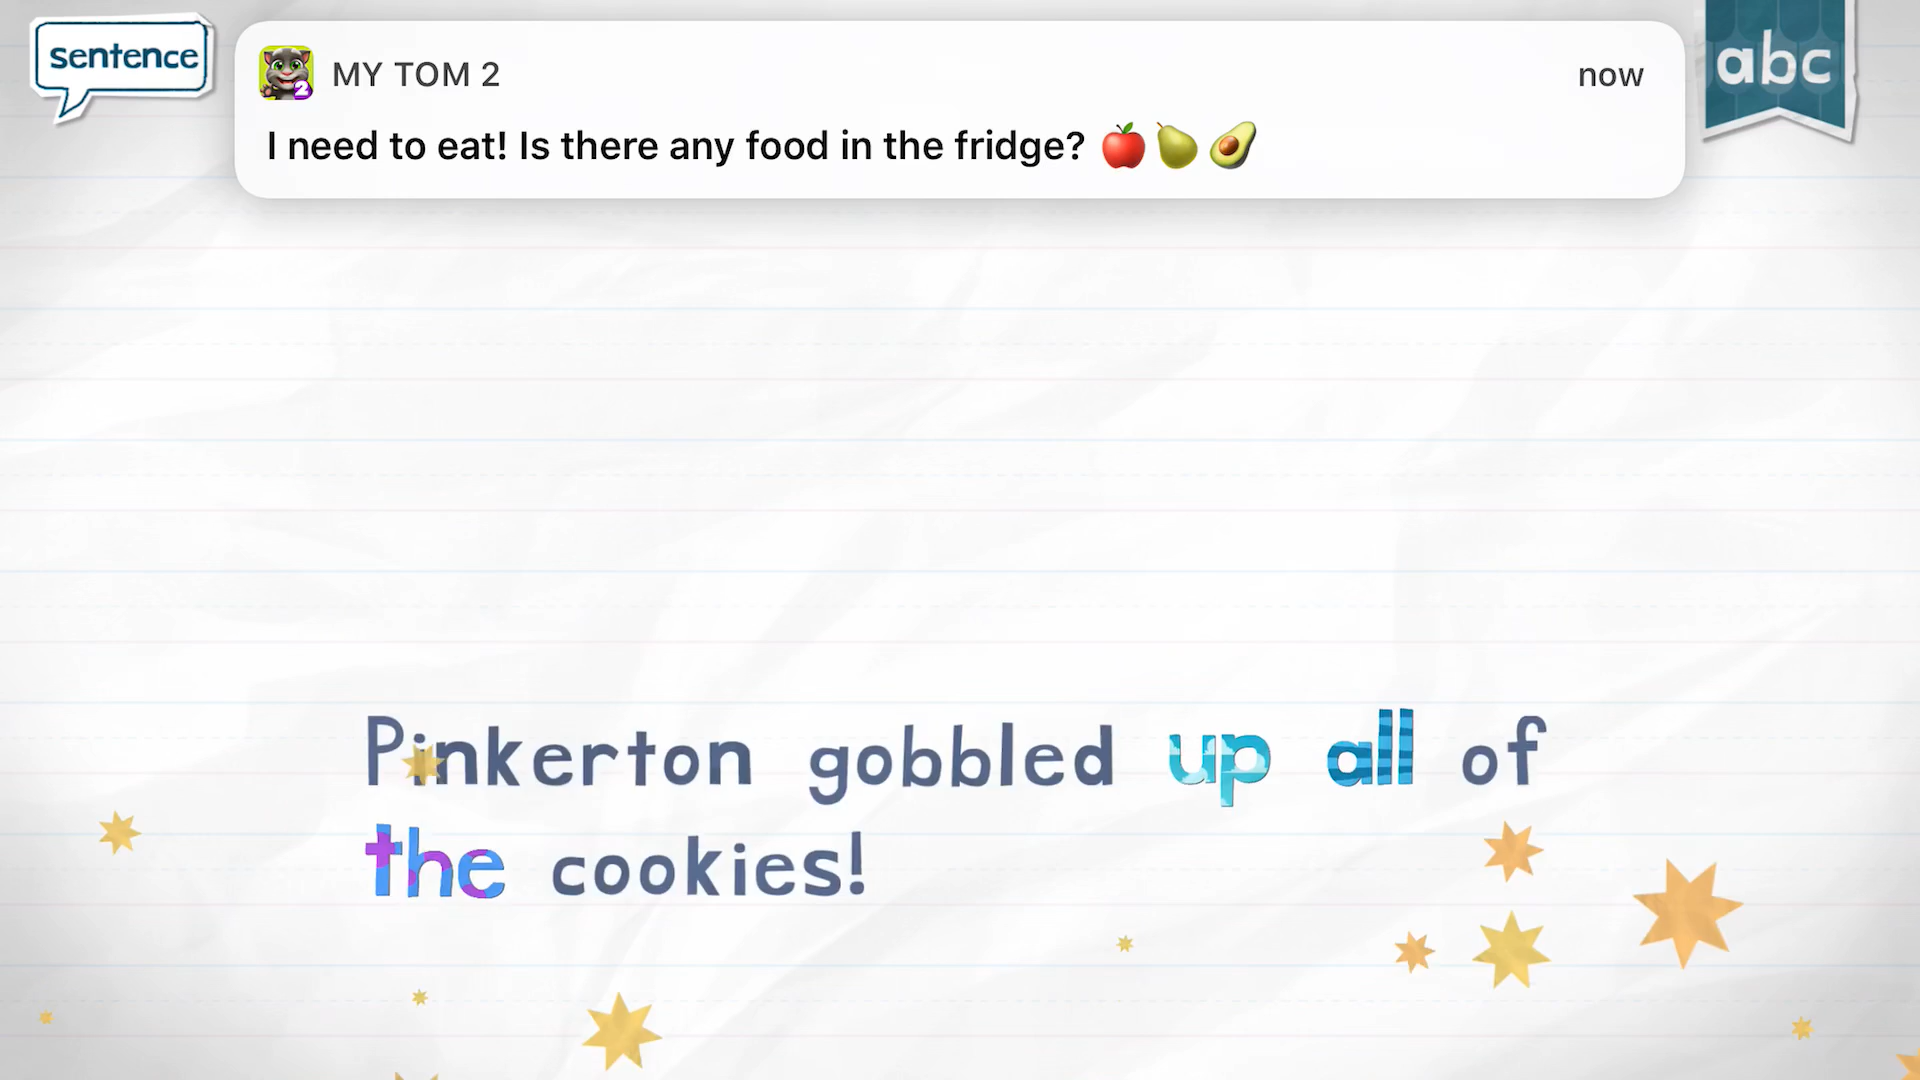 sentence
MY TOM 2
now
I need to eat! Is there any food in the fridge? 🍎🍐🥑
abc
Pinkerton gobbled up all of
the cookies!